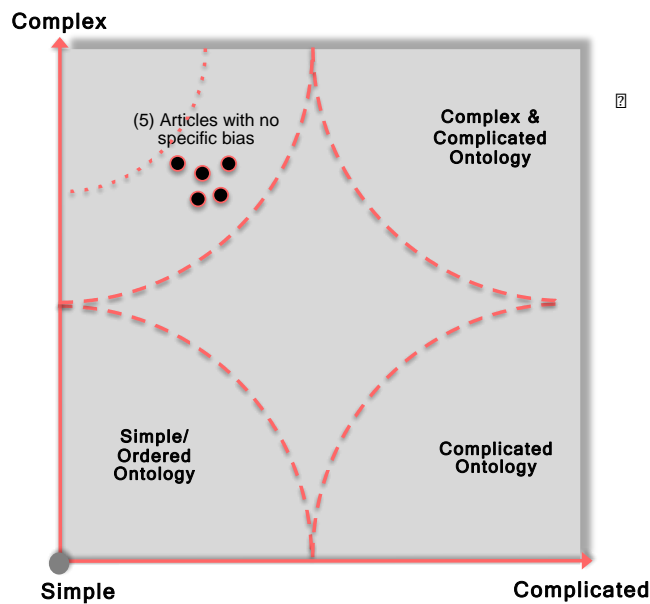 Complex
(5) Articles with no
specific bias
Complex &
Complicated
Ontology
Simple/
Ordered
Ontology
Complicated
Ontology
Simple
Complicated